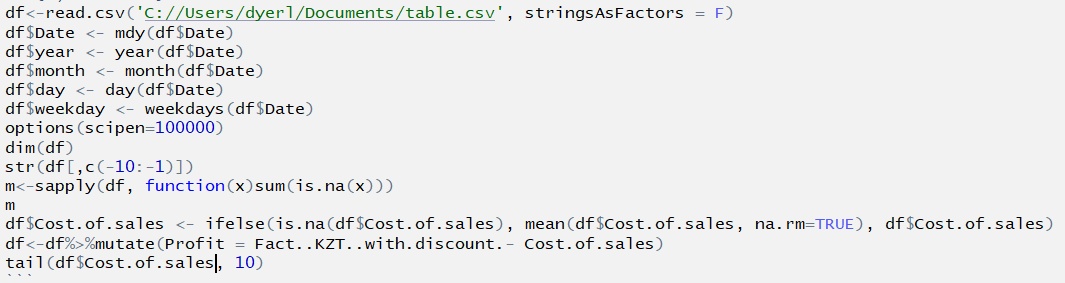 df<-read.csv('C://Users/dyerl/Documents/table.csv', stringsAsFactors = F)
df$Date <- mdy(df$Date)
df$year <- year(df$Date)
df$month <- month(df$Date)
df$day <- day(df$Date)
df$weekday <- weekdays(df$Date)
options(scipen=100000)
dim(df)
str(df[,c(-10:-1)])
m<-sapply(df, function(x)sum(is.na(x)))
m
df$Cost.of.sales <- ifelse(is.na(df$Cost.of.sales), mean(df$Cost.of.sales, na.rm=TRUE), df$Cost.of.sales)
df<-df%>%mutate(Profit = Fact..KZT..with.discount.- Cost.of.sales)
tail(df$Cost.of.sales, 10)
```